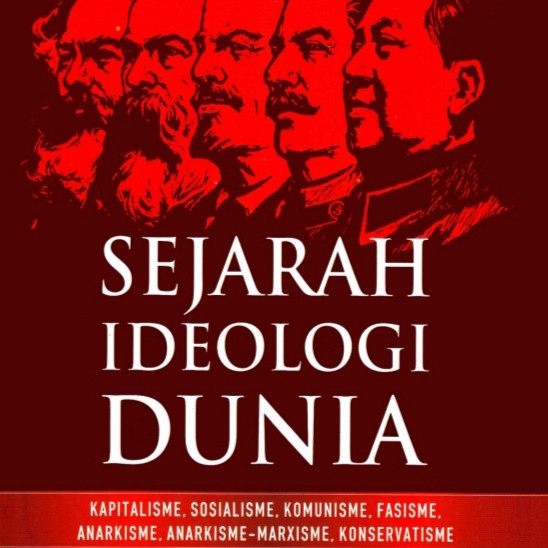 SEJARAH
IDEOLOGI
DUNIA
KAPITALISME, SOSIALISME, KOMUNISME, FASISME,
ANARKISME, ANARKISME-MARXISME, KONSERVATISME